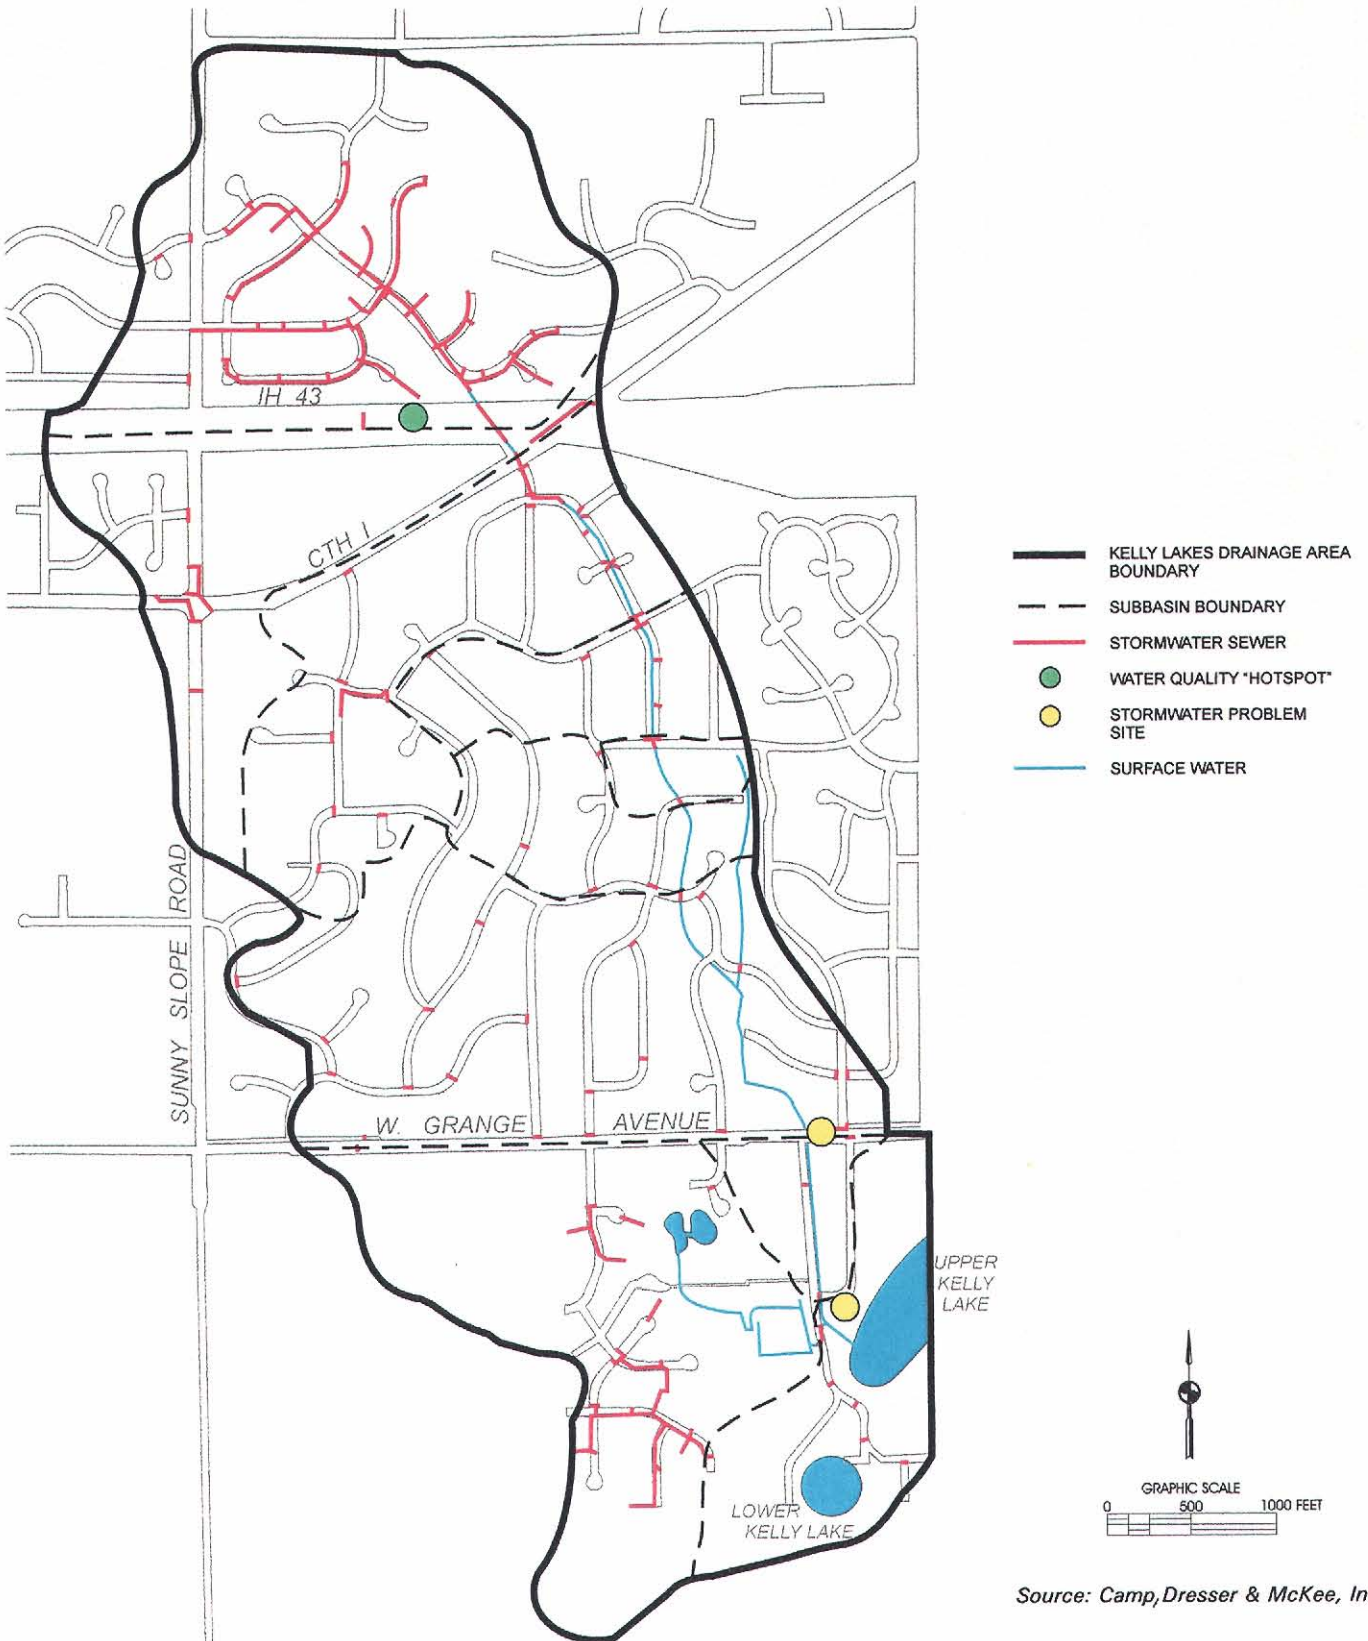 IH 43
CTH I
SUNNY SLOPE ROAD
W. GRANGE AVENUE
UPPER
KELLY
LAKE
LOWER
KELLY LAKE
KELLY LAKES DRAINAGE AREA
BOUNDARY
SUBBASIN BOUNDARY
STORMWATER SEWER
WATER QUALITY "HOTSPOT"
STORMWATER PROBLEM
SITE
SURFACE WATER
GRAPHIC SCALE
0 500 1000 FEET
Source: Camp, Dresser & McKee, In